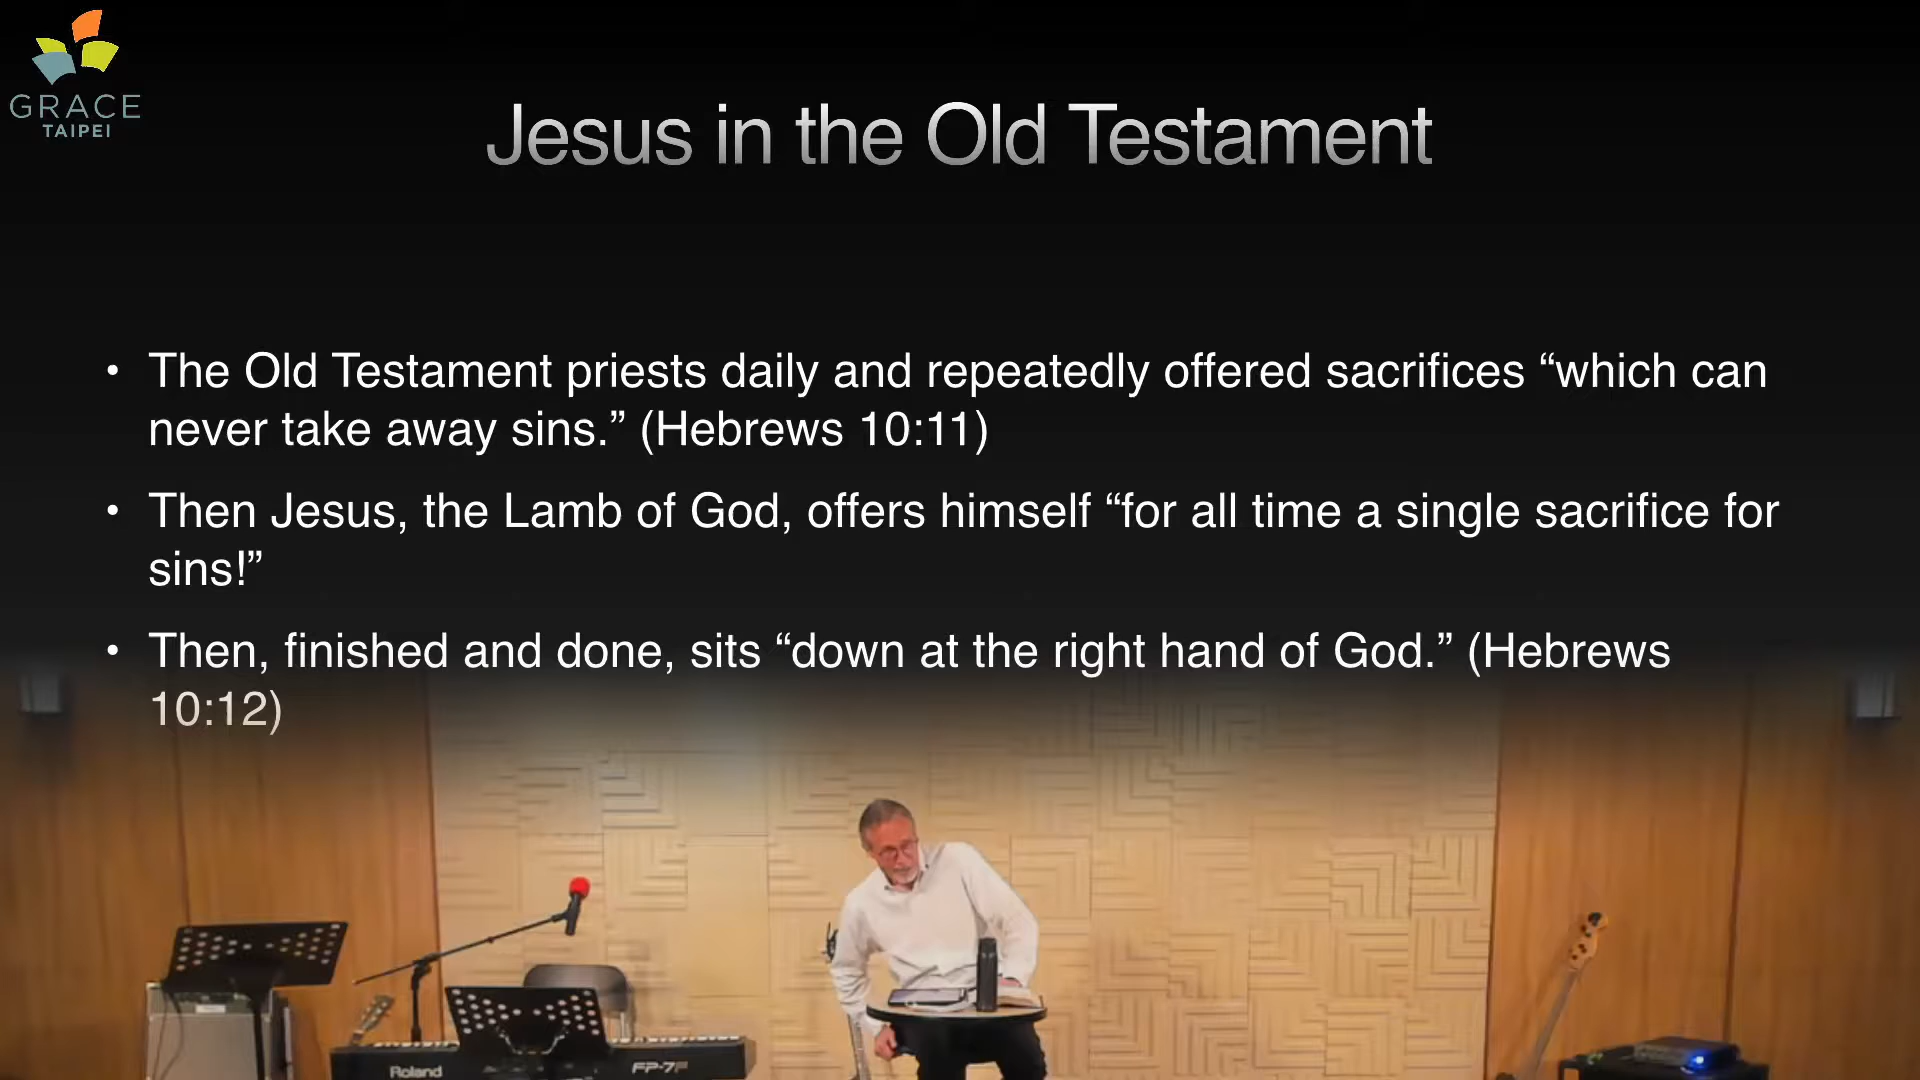 GRACE
TAIPEI
Jesus in the Old Testament
• The Old Testament priests daily and repeatedly offered sacrifices “which can
never take away sins.” (Hebrews 10:11)
• Then Jesus, the Lamb of God, offers himself “for all time a single sacrifice for
sins!”
• Then, finished and done, sits “down at the right hand of God.” (Hebrews
10:12)
Roland
FP-7F